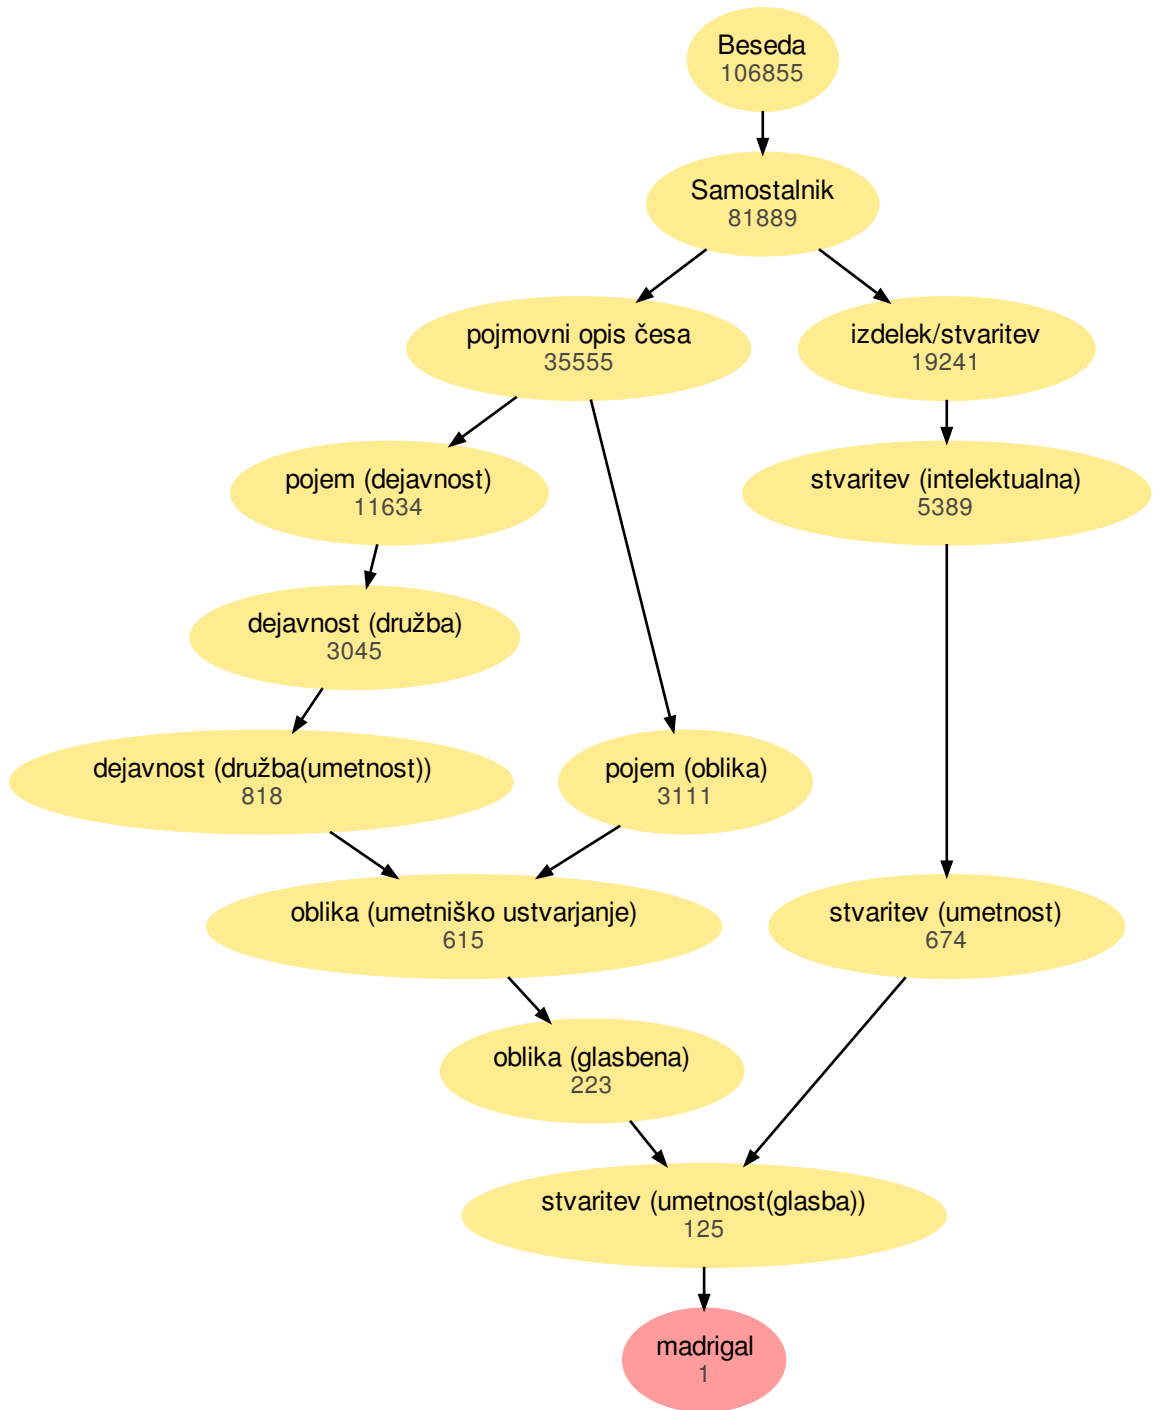 Beseda
106855
Samostalnik
81889
pojmovni opis česa
35555
izdelek/stvaritev
19241
pojem (dejavnost)
11634
stvaritev (intelektualna)
5389
dejavnost (družba)
3045
dejavnost (družba(umetnost))
818
pojem (oblika)
3111
oblika (umetniško ustvarjanje)
615
stvaritev (umetnost)
674
oblika (glasbena)
223
stvaritev (umetnost(glasba))
125
madrigal
1